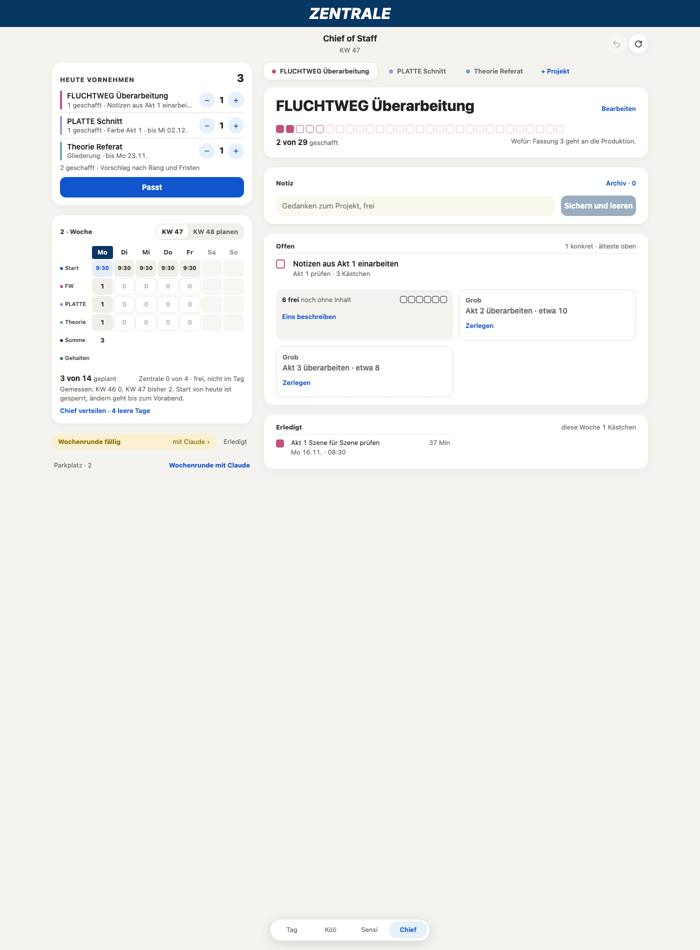 ZENTRALE
Chief of Staff
KW 47
HEUTE VORNEHMEN 3
FLUCHTWEG Überarbeitung
1 geschafft · Notizen aus Akt 1 einarbei...
− 1 +
PLATTE Schnitt
1 geschafft · Farbe Akt 1 · bis Mi 02.12.
− 1 +
Theorie Referat
Gliederung · bis Mo 23.11.
− 1 +
2 geschafft · Vorschlag nach Rang und Fristen
Passt
2 · Woche KW 47 KW 48 planen
Mo Di Mi Do Fr Sa So
Start 9:30 9:30 9:30 9:30 9:30
FW 1 0 0 0 0
PLATTE 1 0 0 0 0
Theorie 1 0 0 0 0
Summe 3
Gehalten
3 von 14 geplant Zentrale 0 von 4 · frei, nicht im Tag
Gemessen: KW 46 0, KW 47 bisher 2. Start von heute ist
gesperrt, ändern geht bis zum Vorabend.
Chief verteilen · 4 leere Tage
Wochenrunde fällig mit Claude › Erledigt
Parkplatz · 2 Wochenrunde mit Claude
FLUCHTWEG Überarbeitung PLATTE Schnitt Theorie Referat + Projekt
FLUCHTWEG Überarbeitung Bearbeiten
2 von 29 geschafft Wofür: Fassung 3 geht an die Produktion.
Notiz Archiv · 0
Gedanken zum Projekt, frei Sichern und leeren
Offen 1 konkret · älteste oben
Notizen aus Akt 1 einarbeiten
Akt 1 prüfen · 3 Kästchen
6 frei noch ohne Inhalt
Eins beschreiben
Grob
Akt 2 überarbeiten · etwa 10
Zerlegen
Grob
Akt 3 überarbeiten · etwa 8
Zerlegen
Erledigt diese Woche 1 Kästchen
Akt 1 Szene für Szene prüfen 37 Min
Mo 16.11. · 08:30
Tag Köö Sensi Chief